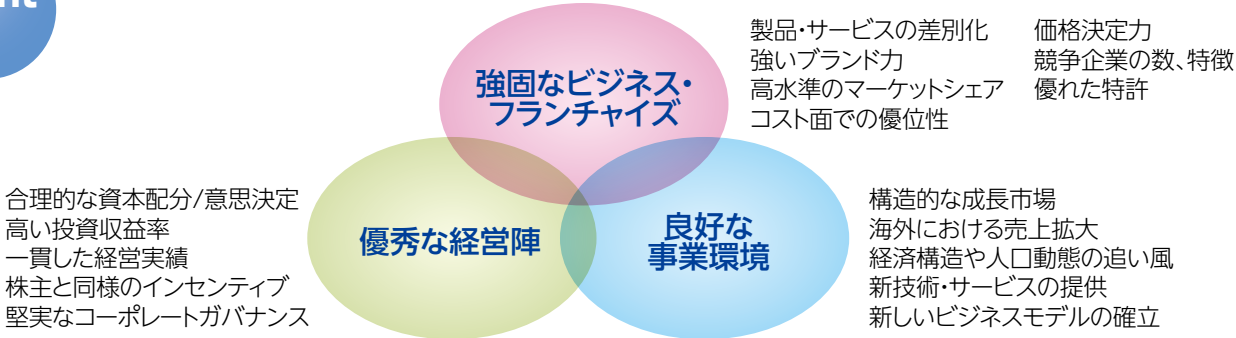 nt
強固なビジネス・
フランチャイズ
製品・サービスの差別化
強いブランド力
高水準のマーケットシェア
コスト面での優位性
価格決定力
競争企業の数、特徴
優れた特許
合理的な資本配分/意思決定
高い投資収益率
一貫した経営実績
株主と同様のインセンティブ
堅実なコーポレートガバナンス
優秀な経営陣
良好な
事業環境
構造的な成長市場
海外における売上拡大
経済構造や人口動態の追い風
新技術・サービスの提供
新しいビジネスモデルの確立